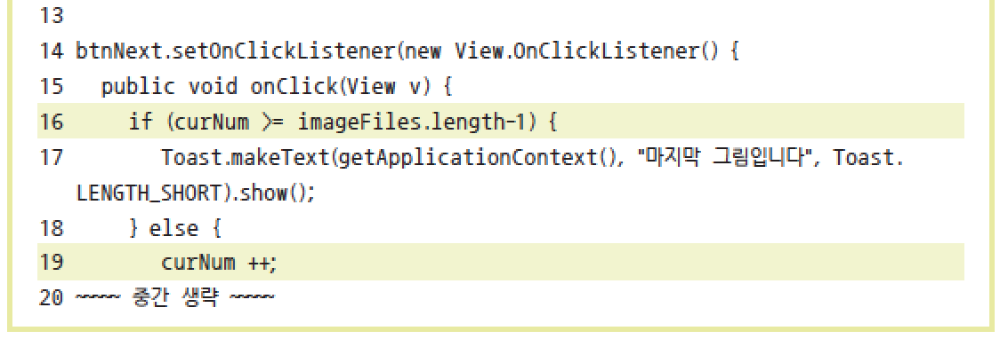 13
14 btnNext.setOnClickListener(new View.OnClickListener() {
15 public void onClick(View v) {
16 if (curNum >= imageFiles.length-1) {
17 Toast.makeText(getApplicationContext(), "마지막 그림입니다", Toast.
LENGTH_SHORT).show();
18 } else {
19 curNum ++;
20 ~~~~ 중간 생략 ~~~~